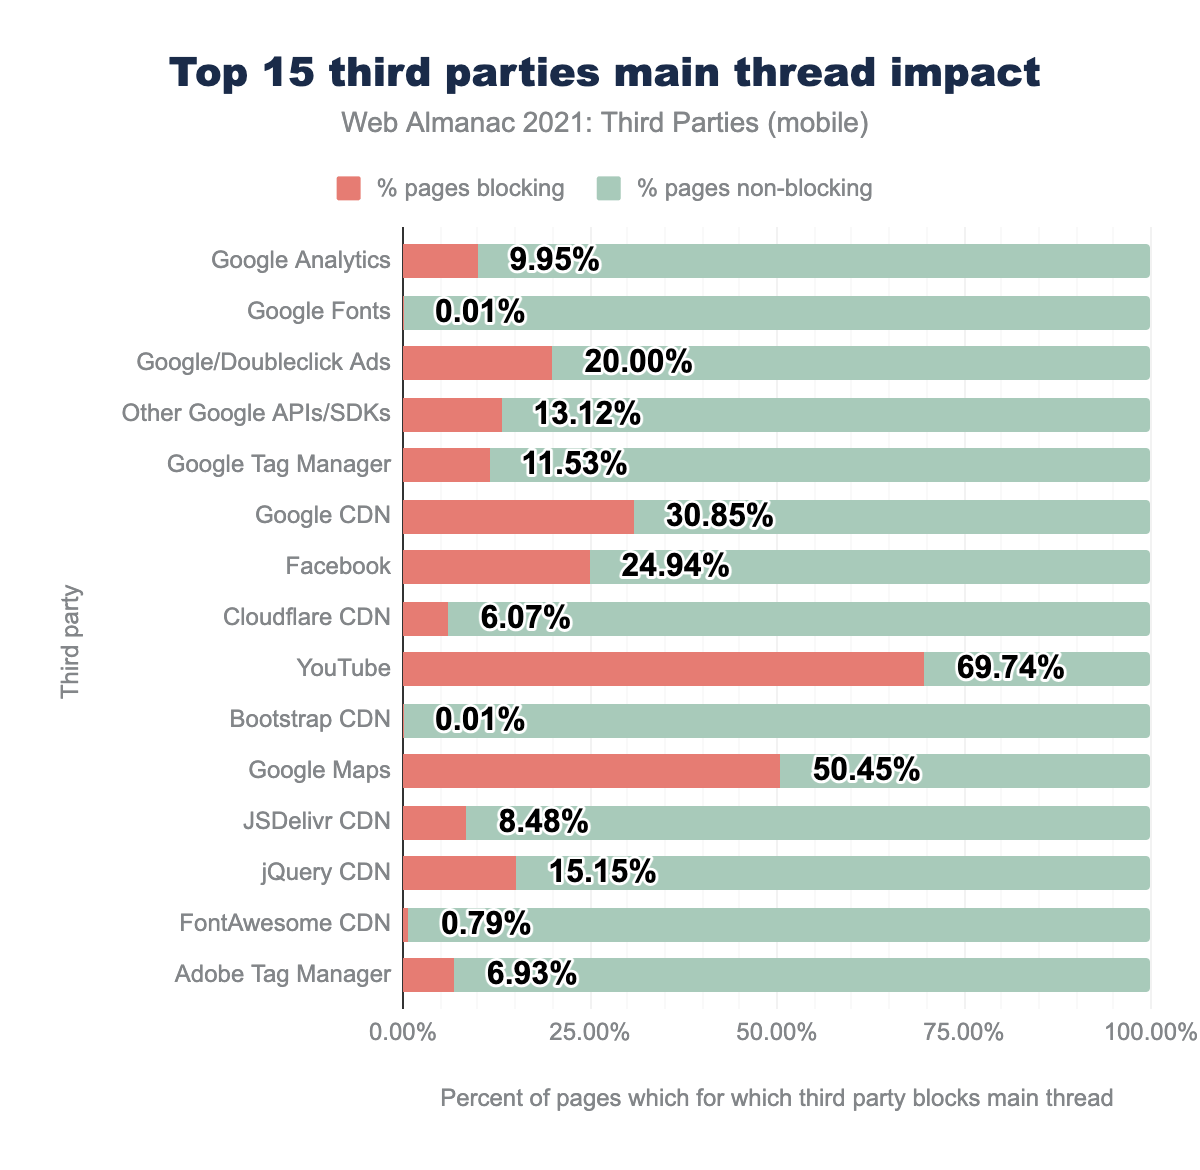 Top 15 third parties main thread impact
Web Almanac 2021: Third Parties (mobile)
% pages blocking % pages non-blocking
Third party
Google Analytics 9.95%
Google Fonts 0.01%
Google/Doubleclick Ads 20.00%
Other Google APIs/SDKs 13.12%
Google Tag Manager 11.53%
Google CDN 30.85%
Facebook 24.94%
Cloudflare CDN 6.07%
YouTube 69.74%
Bootstrap CDN 0.01%
Google Maps 50.45%
JSDelivr CDN 8.48%
jQuery CDN 15.15%
FontAwesome CDN 0.79%
Adobe Tag Manager 6.93%
0.00% 25.00% 50.00% 75.00% 100.00%
Percent of pages which for which third party blocks main thread